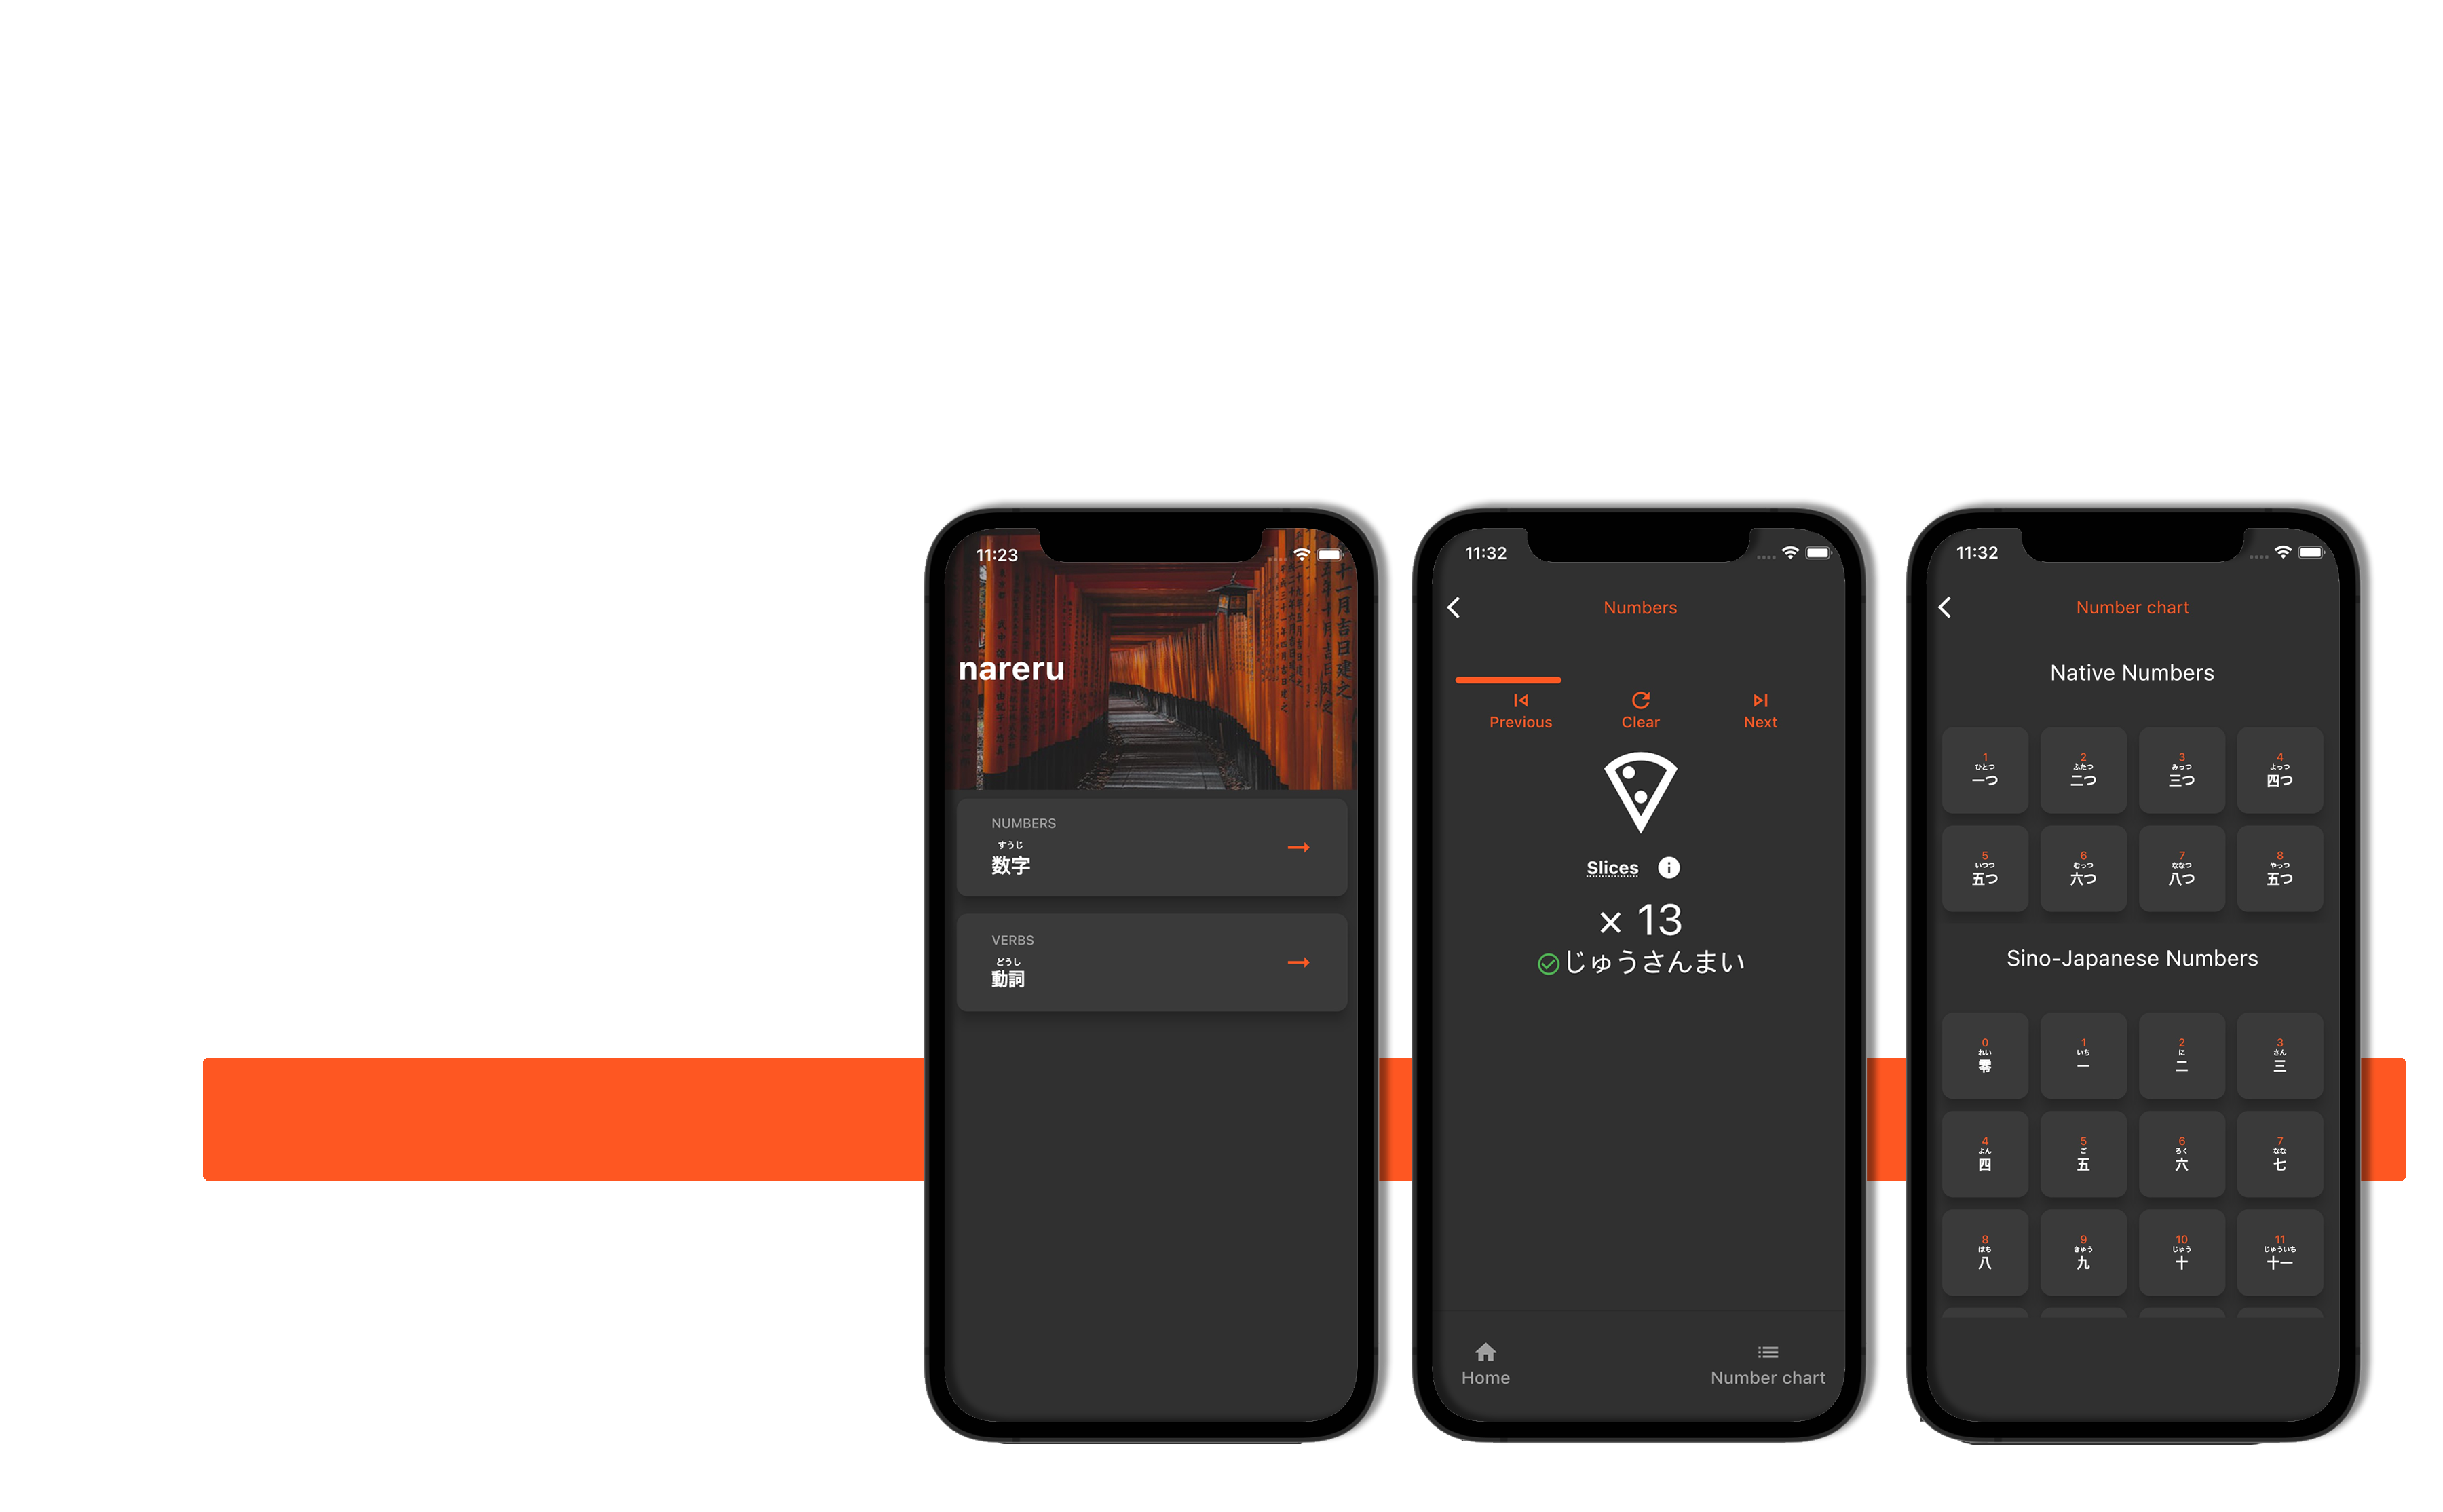 11:23
十一月吉日建之
nareru
NUMBERS
すうじ
数字
VERBS
どうし
動詞
11:32
Numbers
Previous Clear Next
Slices
× 13
じゅうさんまい
Home Number chart
11:32
Number chart
Native Numbers
1 2 3 4
ひとつ ふたつ みっつ よっつ
一つ 二つ 三つ 四つ
5 6 7 8
いつつ むっつ ななつ やっつ
五つ 六つ 八つ 五つ
Sino-Japanese Numbers
0 1 2 3
れい いち に さん
零 一 二 三
4 5 6 7
よん ご ろく なな
四 五 六 七
8 9 10 11
はち きゅう じゅう じゅういち
八 九 十 十一